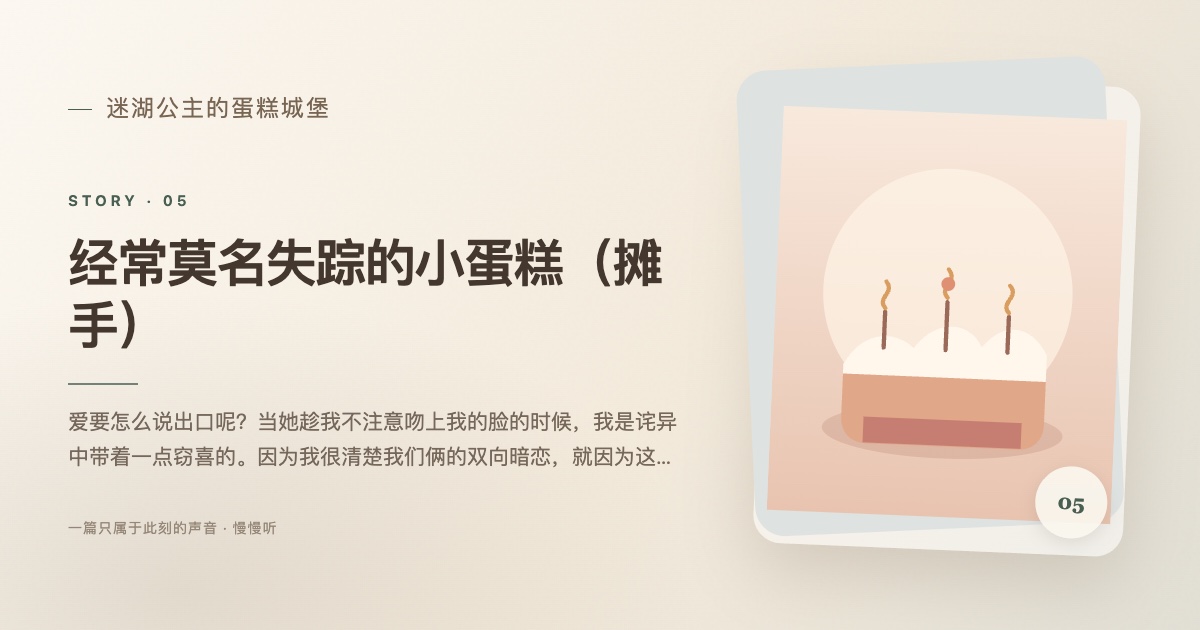 — 迷湖公主的蛋糕城堡
STORY · 05
经常莫名失踪的小蛋糕（摊
手）
爱要怎么说出口呢？当她趁我不注意吻上我的脸的时候，我是诧异
中带着一点窃喜的。因为我很清楚我们俩的双向暗恋，就因为这...
一篇只属于此刻的声音 · 慢慢听
05